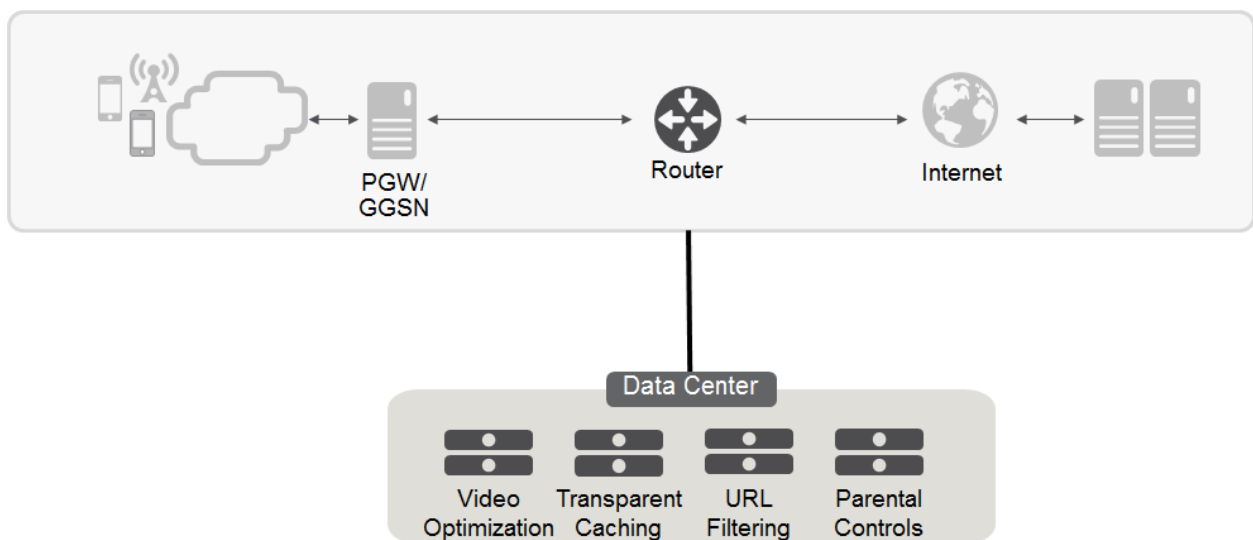 PGW/
GGSN
Router
Internet
Data Center
Video
Optimization
Transparent
Caching
URL
Filtering
Parental
Controls